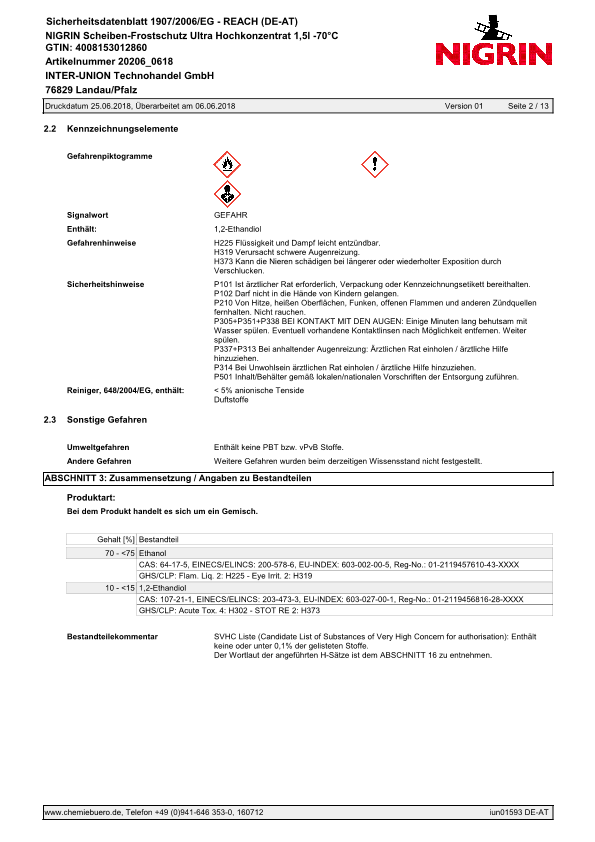 Sicherheitsdatenblatt 1907/2006/EG - REACH (DE-AT)
NIGRIN Scheiben-Frostschutz Ultra Hochkonzentrat 1,5l -70°C
GTIN: 4008153012860
Artikelnummer 20206_0618
INTER-UNION Technohandel GmbH
76829 Landau/Pfalz
NIGRIN
Druckdatum 25.06.2018, Überarbeitet am 06.06.2018 Version 01 Seite 2 / 13
2.2 Kennzeichnungselemente
Gefahrenpiktogramme
Signalwort GEFAHR
Enthält: 1,2-Ethandiol
Gefahrenhinweise H225 Flüssigkeit und Dampf leicht entzündbar.
H319 Verursacht schwere Augenreizung.
H373 Kann die Nieren schädigen bei längerer oder wiederholter Exposition durch
Verschlucken.
Sicherheitshinweise P101 Ist ärztlicher Rat erforderlich, Verpackung oder Kennzeichnungsetikett bereithalten.
P102 Darf nicht in die Hände von Kindern gelangen.
P210 Von Hitze, heißen Oberflächen, Funken, offenen Flammen und anderen Zündquellen
fernhalten. Nicht rauchen.
P305+P351+P338 BEI KONTAKT MIT DEN AUGEN: Einige Minuten lang behutsam mit
Wasser spülen. Eventuell vorhandene Kontaktlinsen nach Möglichkeit entfernen. Weiter
spülen.
P337+P313 Bei anhaltender Augenreizung: Ärztlichen Rat einholen / ärztliche Hilfe
hinzuziehen.
P314 Bei Unwohlsein ärztlichen Rat einholen / ärztliche Hilfe hinzuziehen.
P501 Inhalt/Behälter gemäß lokalen/nationalen Vorschriften der Entsorgung zuführen.
Reiniger, 648/2004/EG, enthält: < 5% anionische Tenside
Duftstoffe
2.3 Sonstige Gefahren
Umweltgefahren Enthält keine PBT bzw. vPvB Stoffe.
Andere Gefahren Weitere Gefahren wurden beim derzeitigen Wissensstand nicht festgestellt.
ABSCHNITT 3: Zusammensetzung / Angaben zu Bestandteilen
Produktart:
Bei dem Produkt handelt es sich um ein Gemisch.
Gehalt [%] Bestandteil
70 - <75 Ethanol
CAS: 64-17-5, EINECS/ELINCS: 200-578-6, EU-INDEX: 603-002-00-5, Reg-No.: 01-2119457610-43-XXXX
GHS/CLP: Flam. Liq. 2: H225 - Eye Irrit. 2: H319
10 - <15 1,2-Ethandiol
CAS: 107-21-1, EINECS/ELINCS: 203-473-3, EU-INDEX: 603-027-00-1, Reg-No.: 01-2119456816-28-XXXX
GHS/CLP: Acute Tox. 4: H302 - STOT RE 2: H373
Bestandteilekommentar SVHC Liste (Candidate List of Substances of Very High Concern for authorisation): Enthält
keine oder unter 0,1% der gelisteten Stoffe.
Der Wortlaut der angeführten H-Sätze ist dem ABSCHNITT 16 zu entnehmen.
www.chemiebuero.de, Telefon +49 (0)941-646 353-0, 160712 iun01593 DE-AT